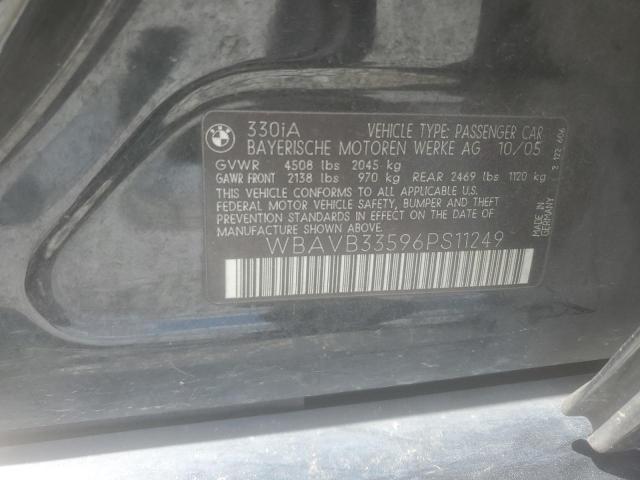 BMW
330iA VEHICLE TYPE: PASSENGER CAR
BAYERISCHE MOTOREN WERKE AG 10/05
GVWR 4508 lbs 2045 kg
GAWR FRONT 2138 lbs 970 kg REAR 2469 lbs 1120 kg
THIS VEHICLE CONFORMS TO ALL APPLICABLE U.S.
FEDERAL MOTOR VEHICLE SAFETY, BUMPER, AND THEFT
PREVENTION STANDARDS IN EFFECT ON THE DATE OF
MANUFACTURE SHOWN ABOVE.
WBAVB33596PS11249
MADE IN
GERMANY